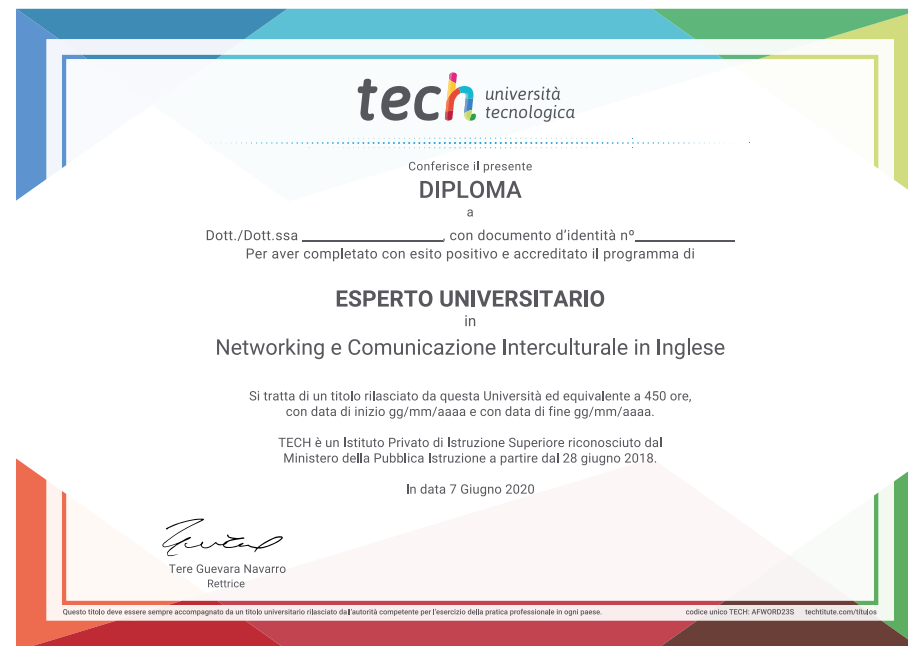 tech università
tecnologica
Conferisce il presente
DIPLOMA
a
Dott./Dott.ssa ____________________, con documento d'identità nº______________
Per aver completato con esito positivo e accreditato il programma di
ESPERTO UNIVERSITARIO
in
Networking e Comunicazione Interculturale in Inglese
Si tratta di un titolo rilasciato da questa Università ed equivalente a 450 ore,
con data di inizio gg/mm/aaaa e con data di fine gg/mm/aaaa.
TECH è un Istituto Privato di Istruzione Superiore riconosciuto dal
Ministero della Pubblica Istruzione a partire dal 28 giugno 2018.
In data 7 Giugno 2020
Tere Guevara Navarro
Rettrice
Questo titolo deve essere sempre accompagnato da un titolo universitario rilasciato dall'autorità competente per l'esercizio della pratica professionale in ogni paese. codice unico TECH: AFWORD23S techtitute.com/titulos